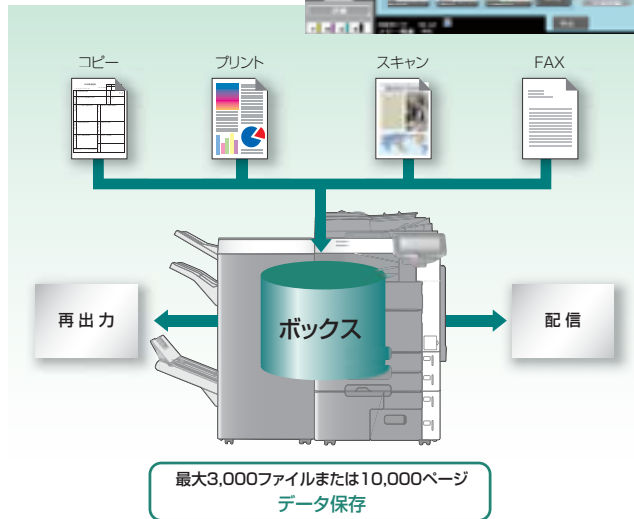 コピー
プリント
スキャン
FAX
再出力
ボックス
配信
最大3,000ファイルまたは10,000ページ
データ保存